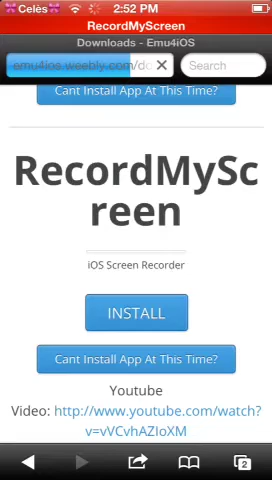 Celès 2:52 PM
RecordMyScreen
Downloads - Emu4iOS
emu4ios.weebly.com/do Search
Cant Install App At This Time?
RecordMySc
reen
iOS Screen Recorder
INSTALL
Cant Install App At This Time?
Youtube
Video: http://www.youtube.com/watch?
v=vVCvhAZIoXM
2